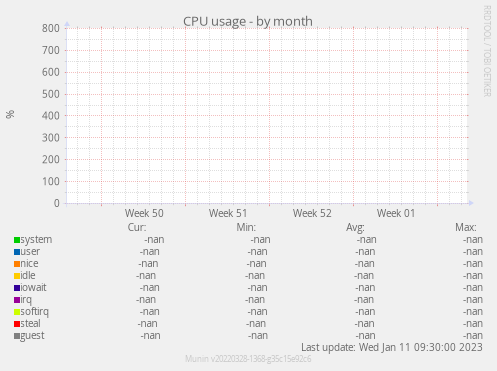 CPU usage - by month
RRDTOOL / TOBI OETIKER
%
800
700
600
500
400
300
200
100
0
Week 50 Week 51 Week 52 Week 01
Cur: Min: Avg: Max:
system -nan -nan -nan -nan
user -nan -nan -nan -nan
nice -nan -nan -nan -nan
idle -nan -nan -nan -nan
iowait -nan -nan -nan -nan
irq -nan -nan -nan -nan
softirq -nan -nan -nan -nan
steal -nan -nan -nan -nan
guest -nan -nan -nan -nan
Last update: Wed Jan 11 09:30:00 2023
Munin v20220328-1368-g35c15e92c6